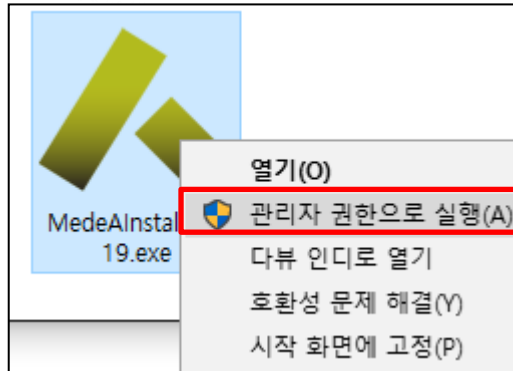 MedeAInstal
19.exe
열기(O)
관리자 권한으로 실행(A)
다뷰 인디로 열기
호환성 문제 해결(Y)
시작 화면에 고정(P)